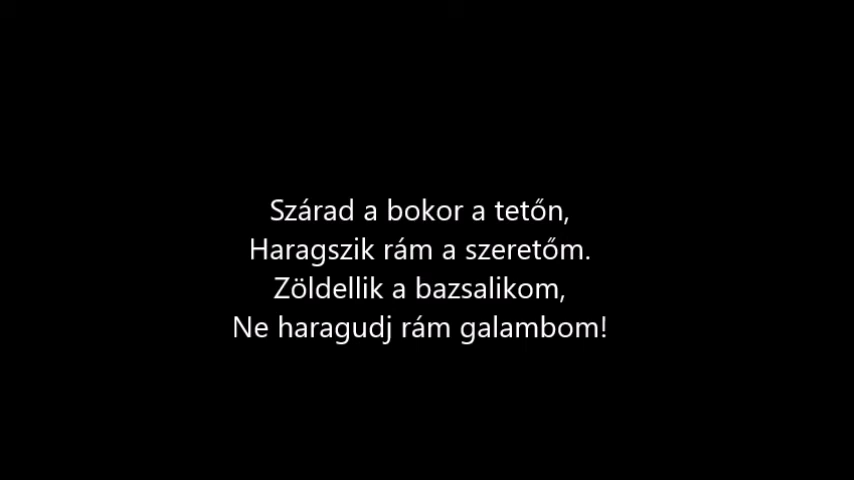 Szárad a bokor a tetőn,
Haragszik rám a szeretőm.
Zöldellik a bazsalikom,
Ne haragudj rám galambom!